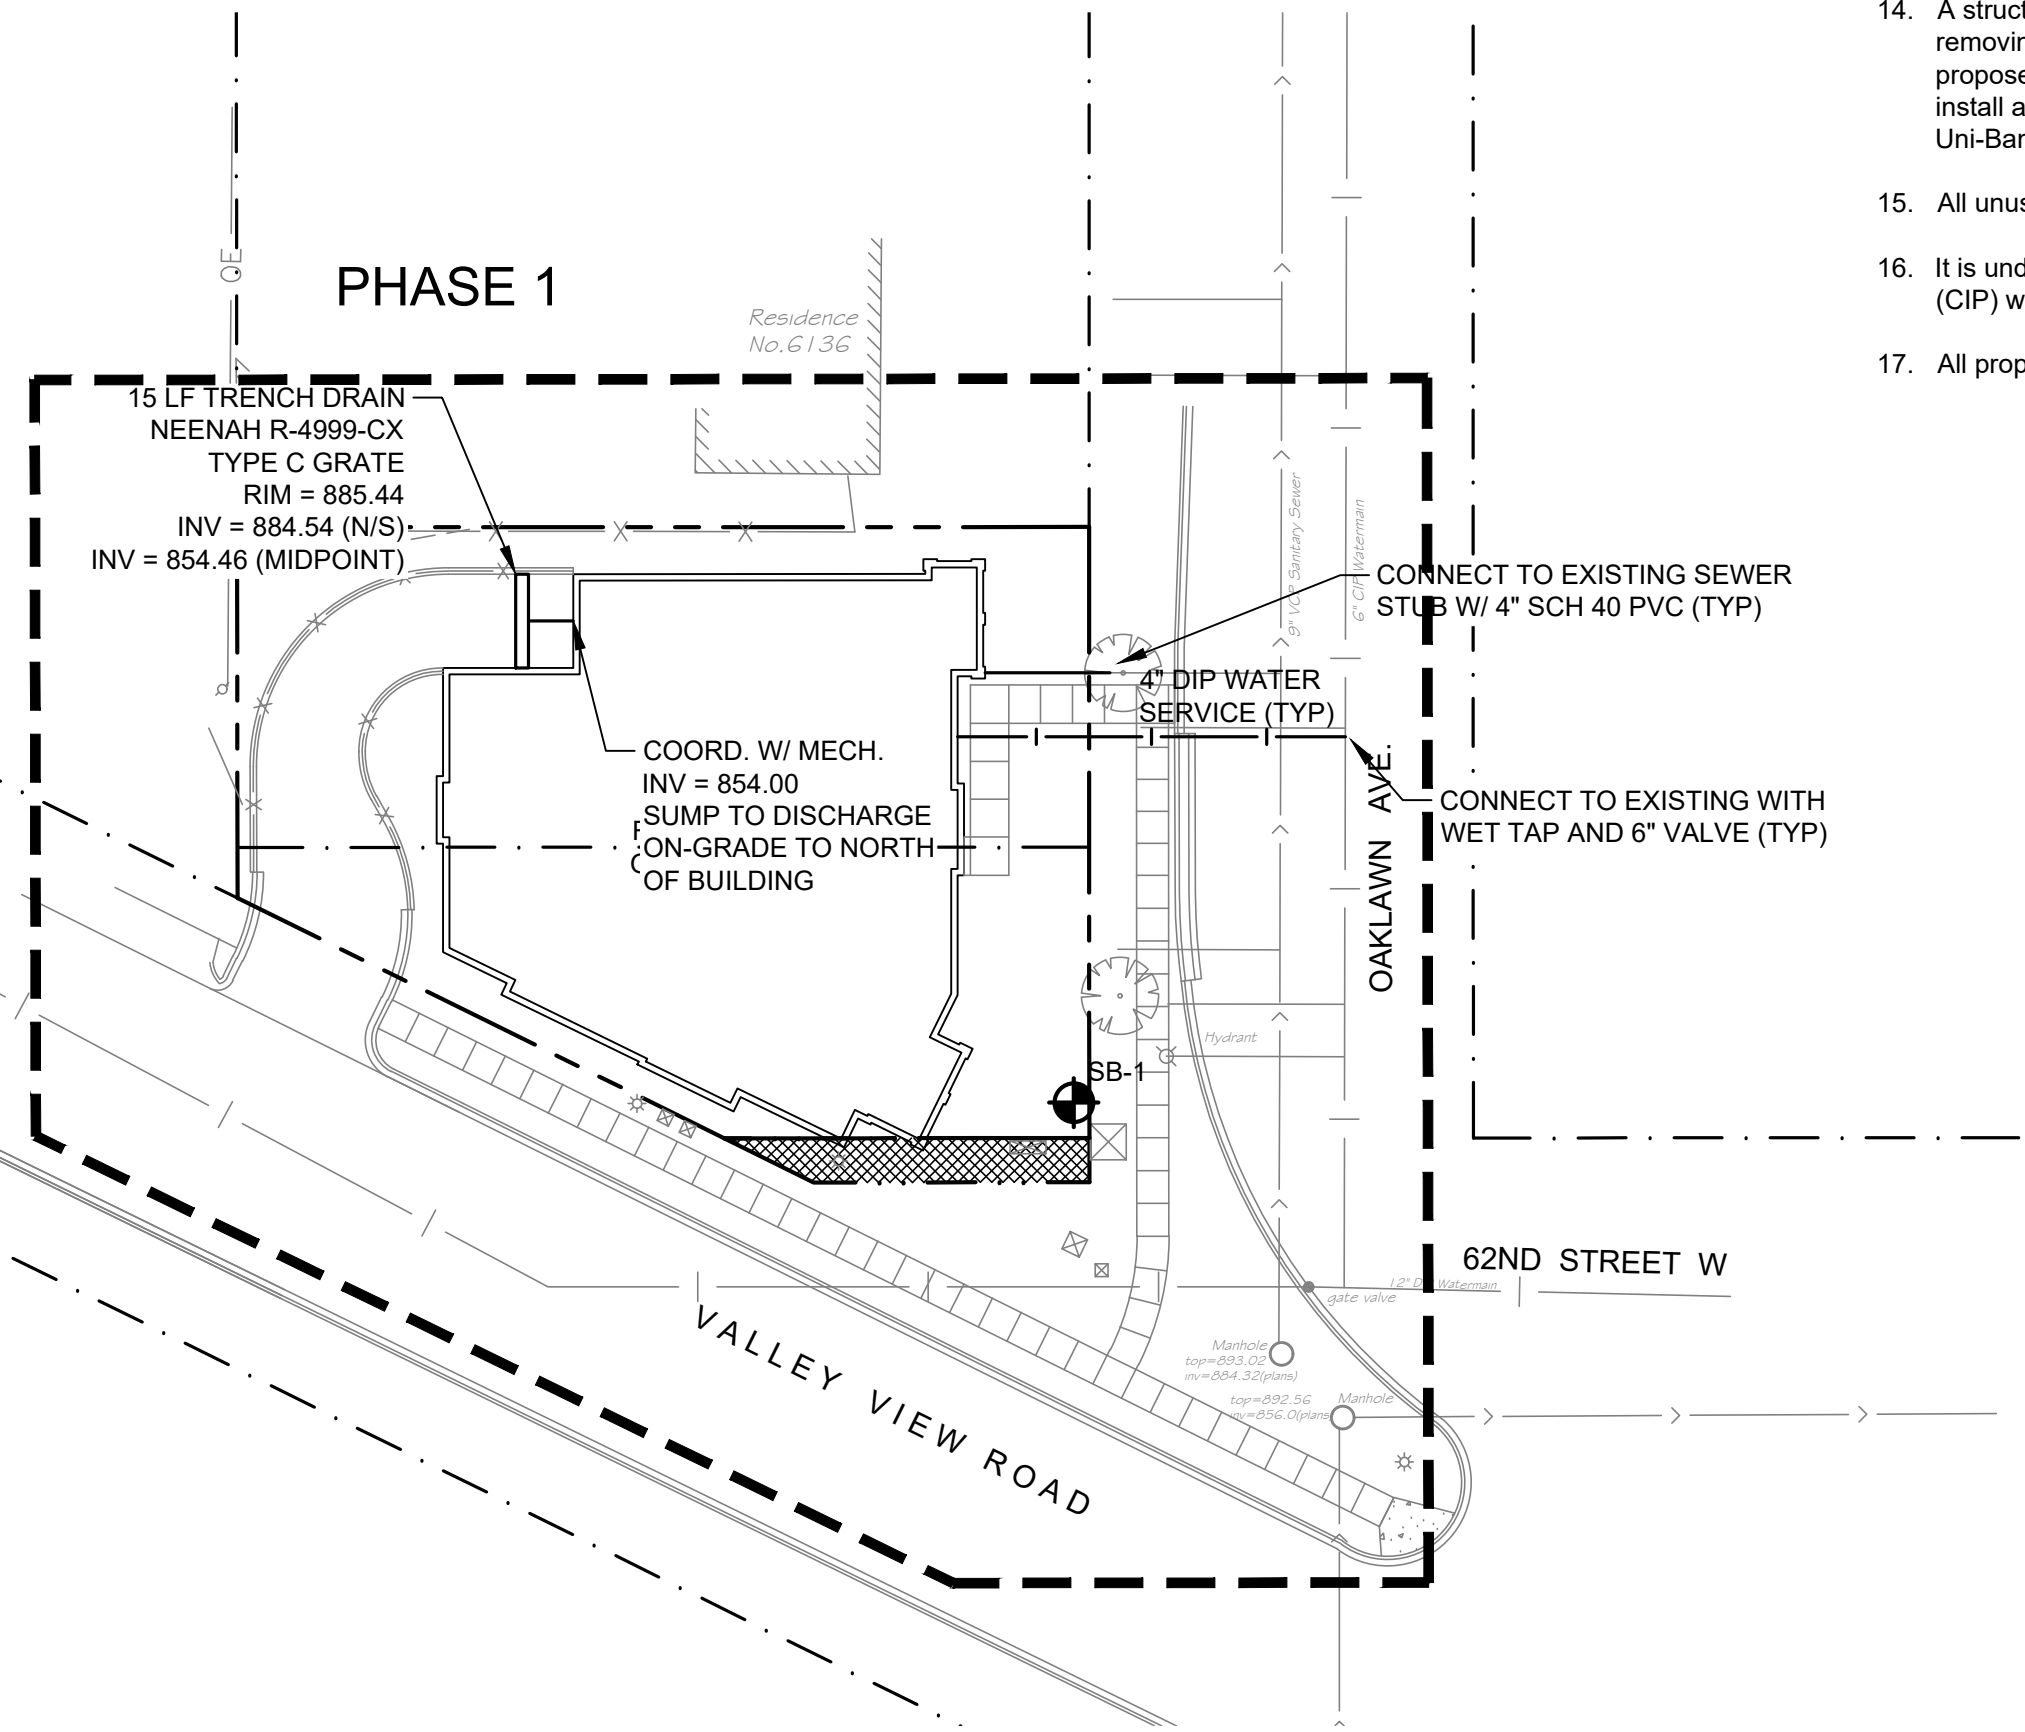 14. A struct
removin
propose
install a
Uni-Bar
15. All unus
16. It is und
(CIP) w
17. All prop
OE
PHASE 1
Residence
No.6136
15 LF TRENCH DRAIN
NEENAH R-4999-CX
TYPE C GRATE
RIM = 885.44
INV = 884.54 (N/S)
INV = 854.46 (MIDPOINT)
9" VCP Sanitary Sewer
6" CIP Watermain
CONNECT TO EXISTING SEWER
STUB W/ 4" SCH 40 PVC (TYP)
4" DIP WATER
SERVICE (TYP)
COORD. W/ MECH.
INV = 854.00
SUMP TO DISCHARGE
ON-GRADE TO NORTH
OF BUILDING
OAKLAWN AVE.
CONNECT TO EXISTING WITH
WET TAP AND 6" VALVE (TYP)
Hydrant
SB-1
62ND STREET W
12" DIP Watermain
gate valve
VALLEY VIEW ROAD
Manhole
top=893.02
inv=884.32(plans)
top=892.56 Manhole
inv=856.0(plans